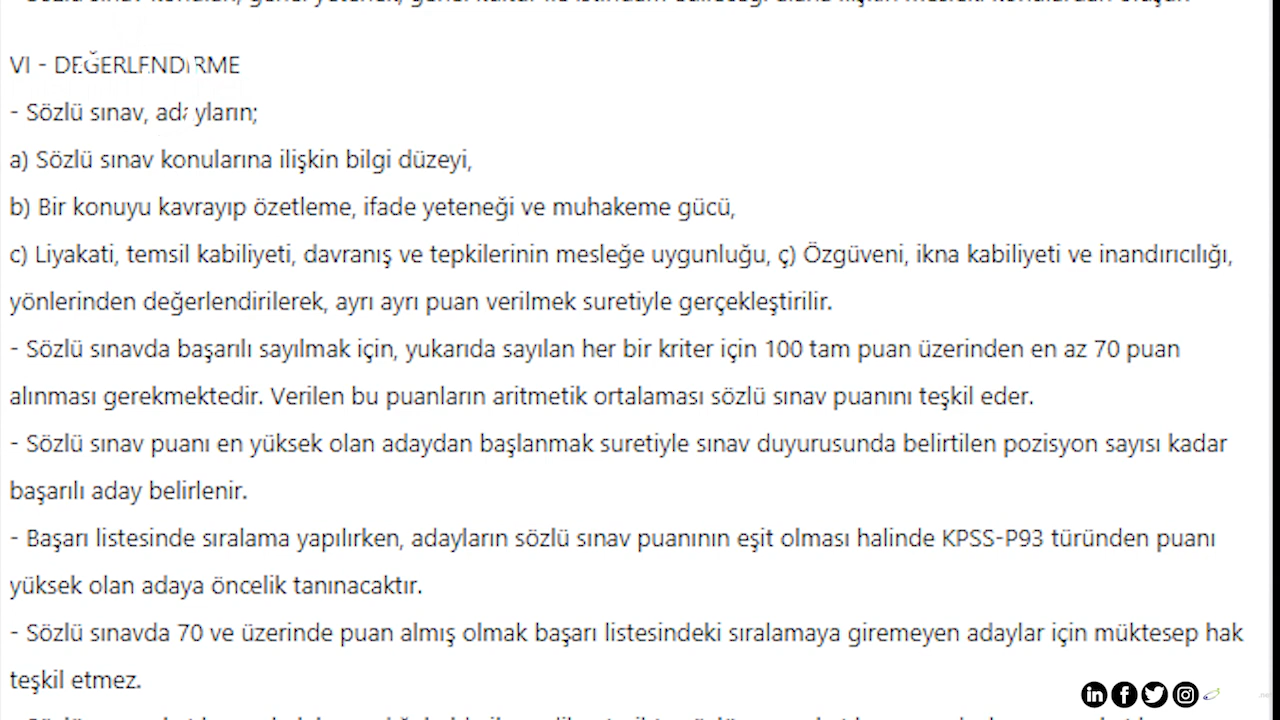 VI - DEĞERLENDİRME
- Sözlü sınav, adayların;
a) Sözlü sınav konularına ilişkin bilgi düzeyi,
b) Bir konuyu kavrayıp özetleme, ifade yeteneği ve muhakeme gücü,
c) Liyakati, temsil kabiliyeti, davranış ve tepkilerinin mesleğe uygunluğu, ç) Özgüveni, ikna kabiliyeti ve inandırıcılığı,
yönlerinden değerlendirilerek, ayrı ayrı puan verilmek suretiyle gerçekleştirilir.
- Sözlü sınavda başarılı sayılmak için, yukarıda sayılan her bir kriter için 100 tam puan üzerinden en az 70 puan
alınması gerekmektedir. Verilen bu puanların aritmetik ortalaması sözlü sınav puanını teşkil eder.
- Sözlü sınav puanı en yüksek olan adaydan başlanmak suretiyle sınav duyurusunda belirtilen pozisyon sayısı kadar
başarılı aday belirlenir.
- Başarı listesinde sıralama yapılırken, adayların sözlü sınav puanının eşit olması halinde KPSS-P93 türünden puanı
yüksek olan adaya öncelik tanınacaktır.
- Sözlü sınavda 70 ve üzerinde puan almış olmak başarı listesindeki sıralamaya giremeyen adaylar için müktesep hak
teşkil etmez.